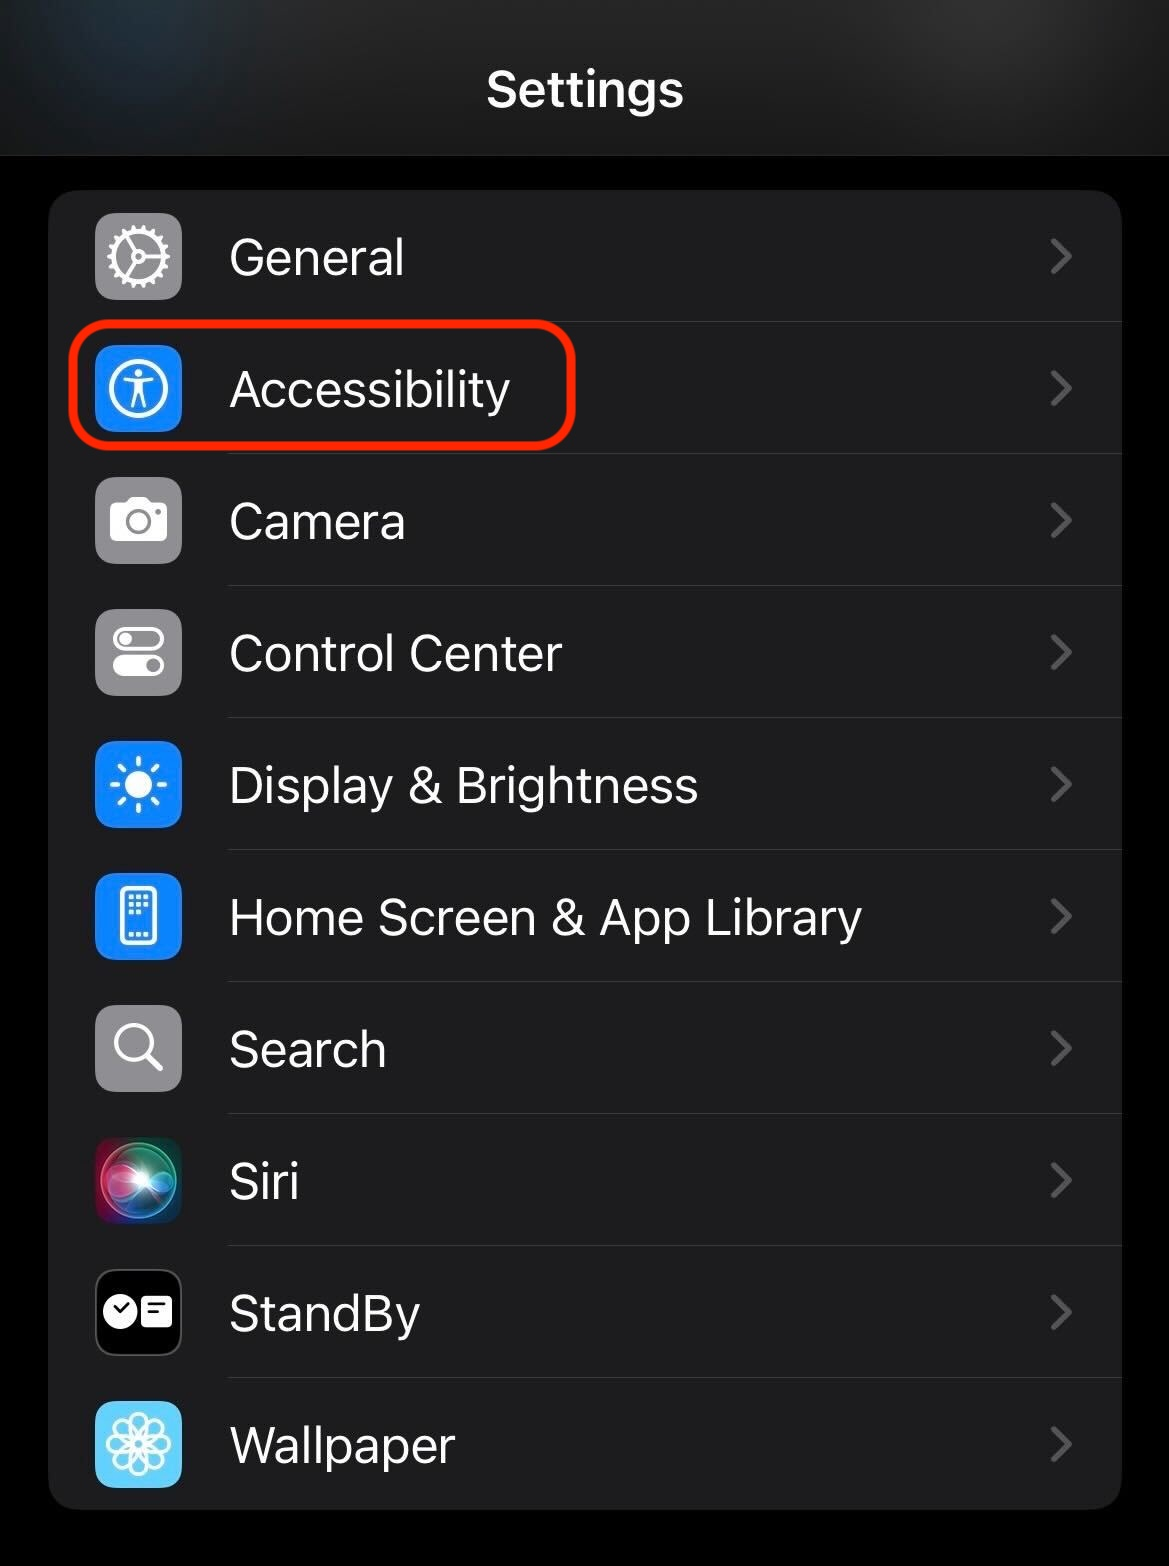 Settings
General
Accessibility
Camera
Control Center
Display & Brightness
Home Screen & App Library
Search
Siri
StandBy
Wallpaper